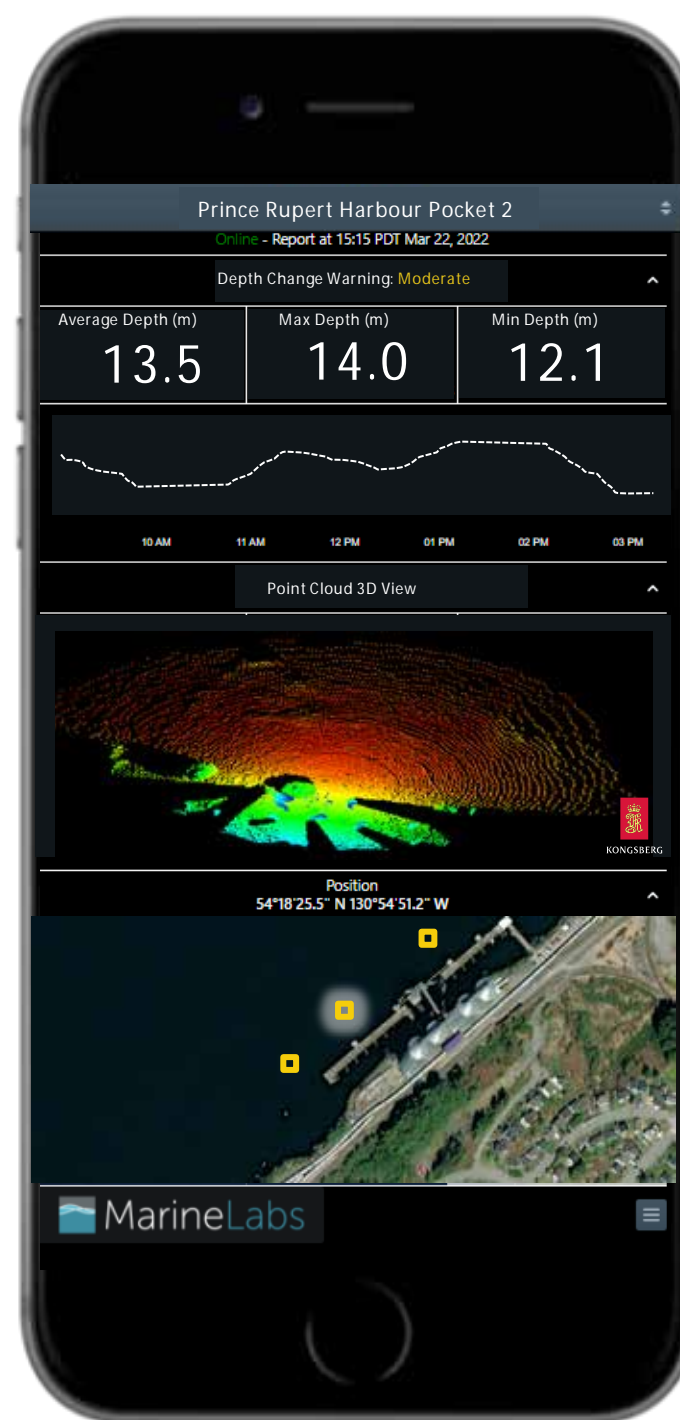 Prince Rupert Harbour Pocket 2
Online - Report at 15:15 PDT Mar 22, 2022
Depth Change Warning: Moderate
Average Depth (m)
Max Depth (m)
Min Depth (m)
13.5
14.0
12.1
10 AM
11 AM
12 PM
01 PM
02 PM
03 PM
Point Cloud 3D View
KONGSBERG
Position
54°18'25.5" N 130°54'51.2" W
MarineLabs